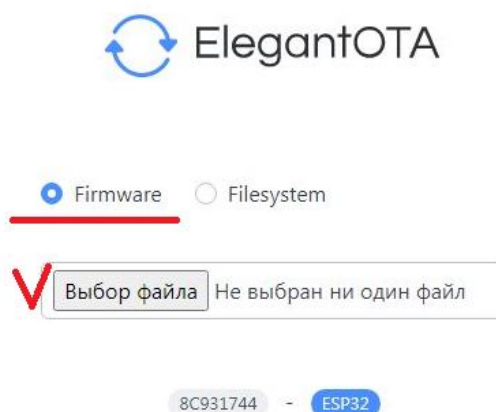 ElegantOTA
Firmware Filesystem
Выбор файла Не выбран ни один файл
8C931744 - ESP32